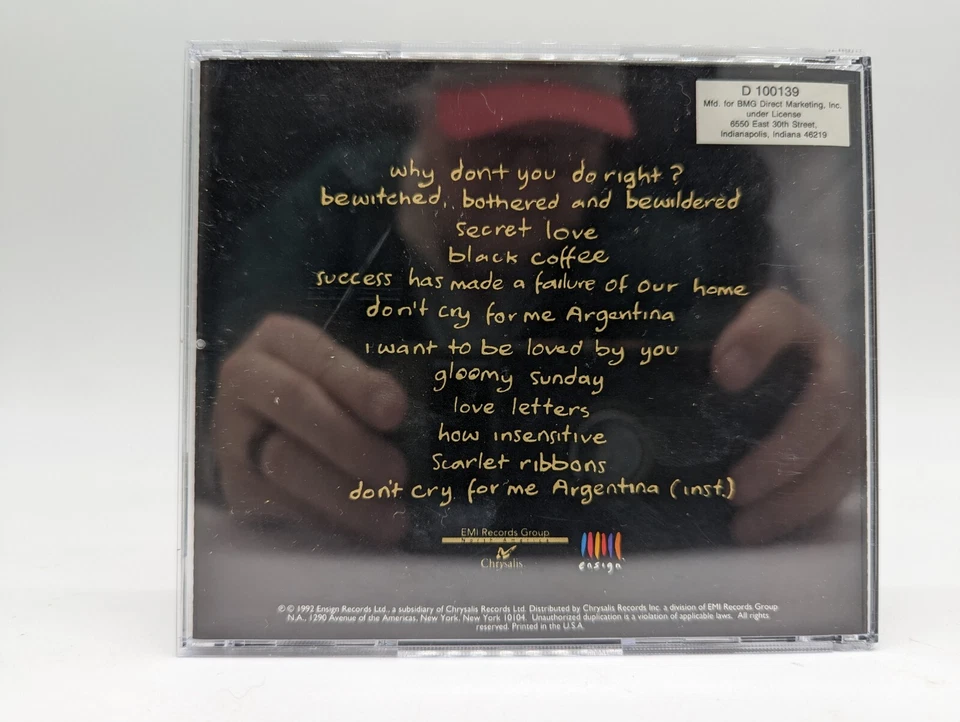 D 100139
Mfd. for BMG Direct Marketing, Inc.
under License
6550 East 30th Street,
Indianapolis, Indiana 46219
why don't you do right?
bewitched, bothered and bewildered
secret love
black coffee
success has made a failure of our home
don't cry for me Argentina
i want to be loved by you
gloomy sunday
love letters
how insensitive
scarlet ribbons
don't cry for me Argentina (inst.)
EMI Records Group
North America
Chrysalis
ensign
℗ © 1992 Ensign Records Ltd., a subsidiary of Chrysalis Records Ltd. Distributed by Chrysalis Records Inc. a division of EMI Records Group
N.A., 1290 Avenue of the Americas, New York, New York 10104. Unauthorized duplication is a violation of applicable laws. All rights
reserved. Printed in the U.S.A.